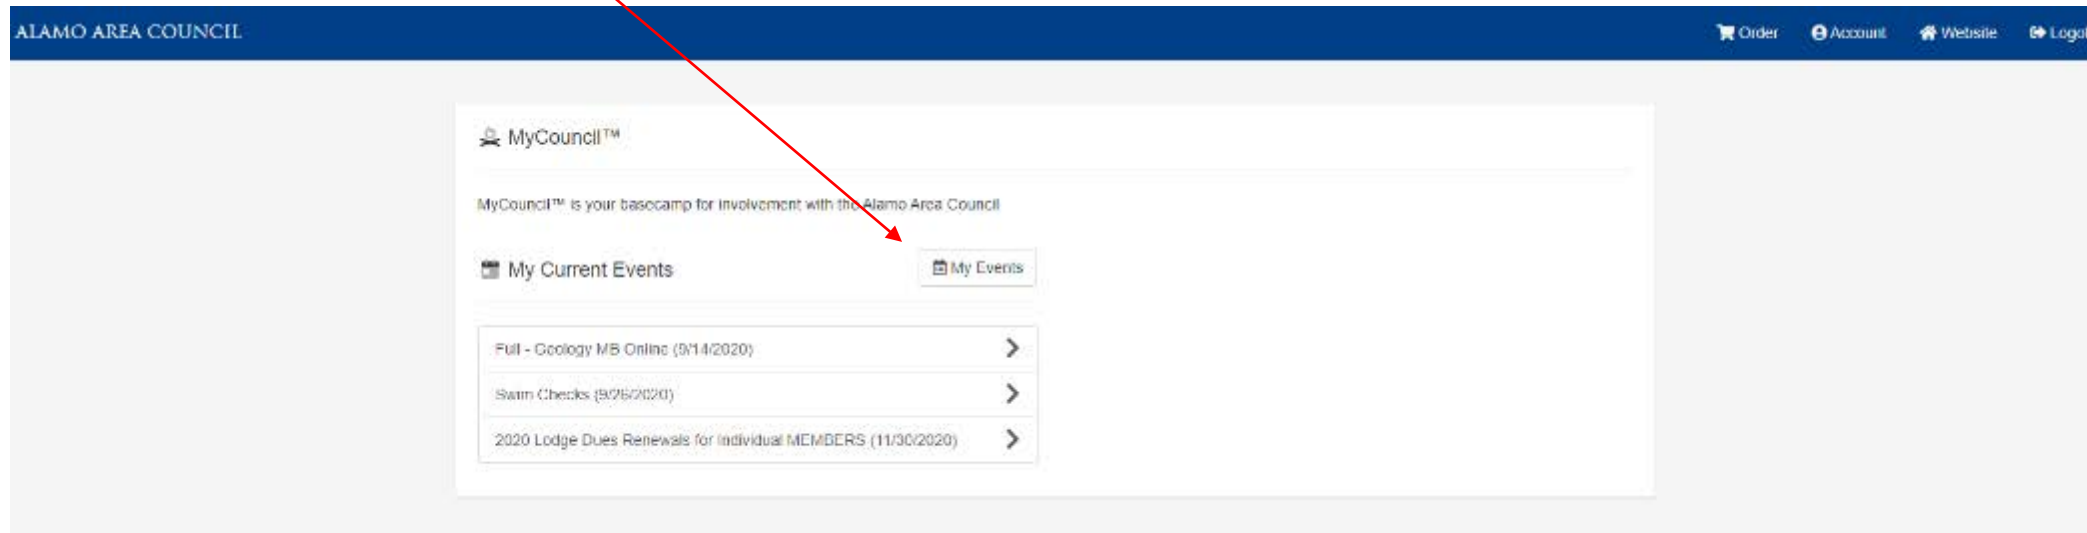 ALAMO AREA COUNCIL
Order Account Website Logo
MyCouncil™
MyCouncil™ is your basecamp for involvement with the Alamo Area Council
My Current Events
My Events
Full - Geology MB Online (9/14/2020)
Swim Checks (9/26/2020)
2020 Lodge Dues Renewals for Individual MEMBERS (11/30/2020)